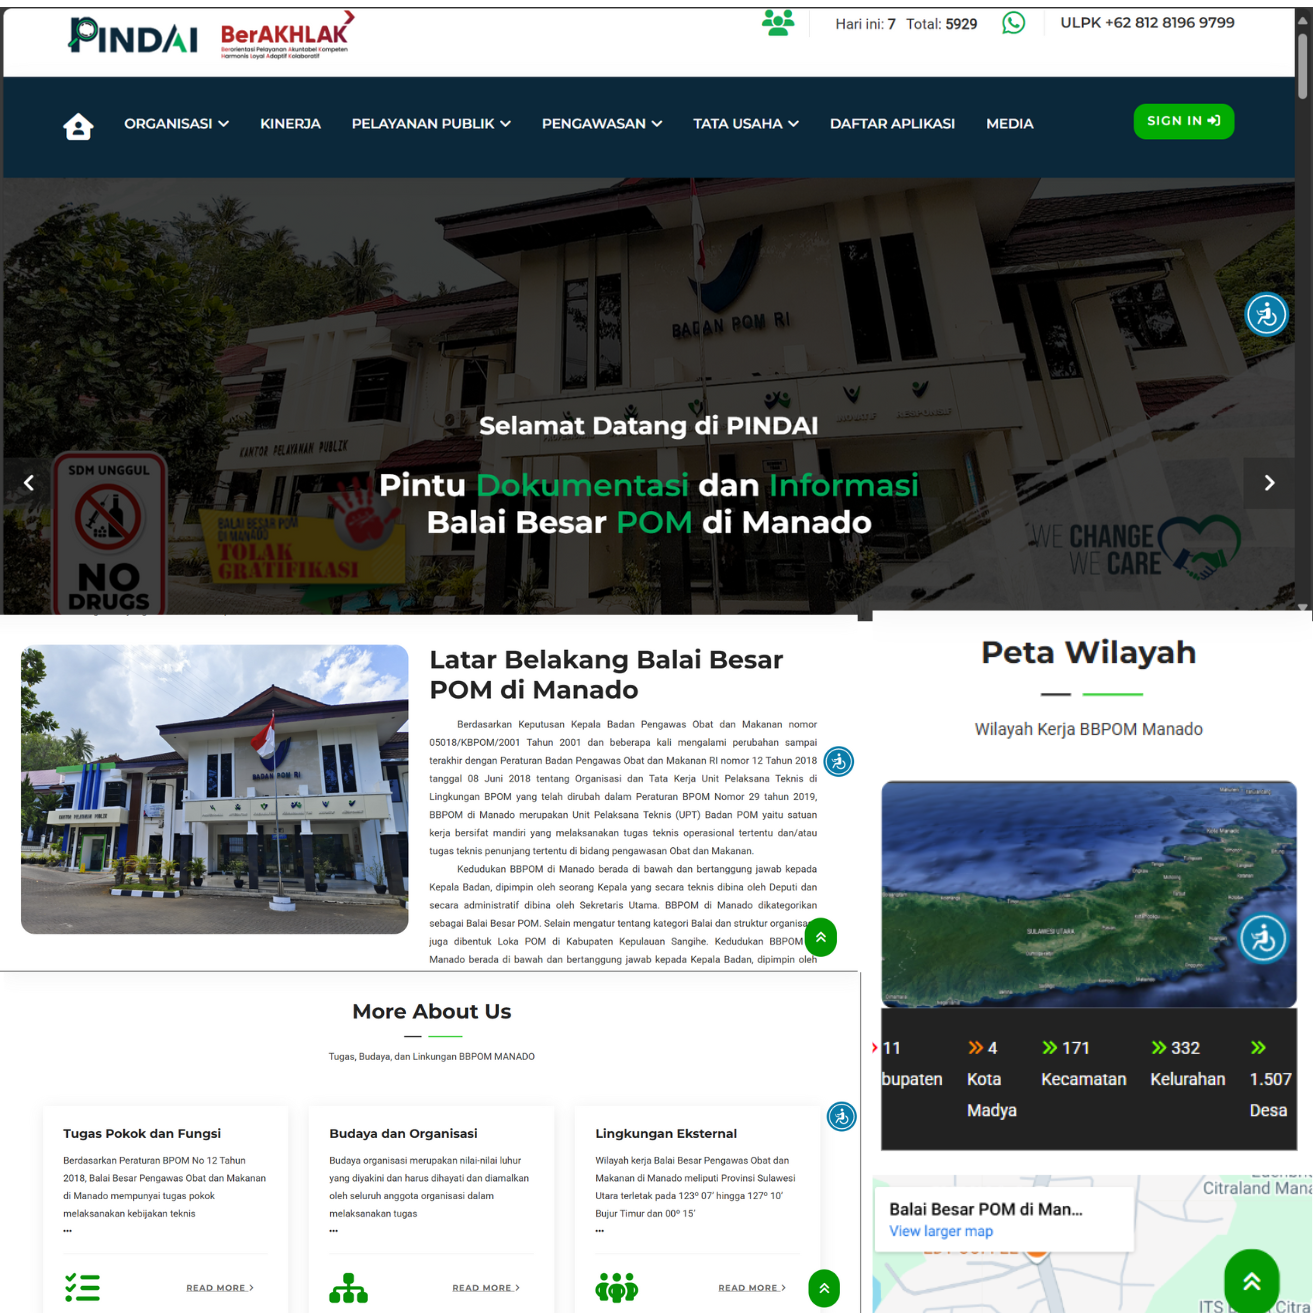 PINDAI
BerAKHLAK
Berorientasi Pelayanan Akuntabel Kompeten
Harmonis Loyal Adaptif Kolaboratif
Hari ini: 7 Total: 5929
ULPK +62 812 8196 9799
ORGANISASI
KINERJA
PELAYANAN PUBLIK
PENGAWASAN
TATA USAHA
DAFTAR APLIKASI
MEDIA
SIGN IN
BADAN POM RI
KANTOR PELAYANAN PUBLIK
RESPONSIF
Selamat Datang di PINDAI
Pintu Dokumentasi dan Informasi
Balai Besar POM di Manado
SDM UNGGUL
NO
DRUGS
BALAI BESAR POM
DI MANADO
TOLAK
GRATIFIKASI
WE CHANGE
WE CARE
BADAN POM RI
KANTOR PELAYANAN PUBLIK
Latar Belakang Balai Besar
POM di Manado
Berdasarkan Keputusan Kepala Badan Pengawas Obat dan Makanan nomor
05018/KBPOM/2001 Tahun 2001 dan beberapa kali mengalami perubahan sampai
terakhir dengan Peraturan Badan Pengawas Obat dan Makanan RI nomor 12 Tahun 2018
tanggal 08 Juni 2018 tentang Organisasi dan Tata Kerja Unit Pelaksana Teknis di
Lingkungan BPOM yang telah dirubah dalam Peraturan BPOM Nomor 29 tahun 2019,
BBPOM di Manado merupakan Unit Pelaksana Teknis (UPT) Badan POM yaitu satuan
kerja bersifat mandiri yang melaksanakan tugas teknis operasional tertentu dan/atau
tugas teknis penunjang tertentu di bidang pengawasan Obat dan Makanan.
Kedudukan BBPOM di Manado berada di bawah dan bertanggung jawab kepada
Kepala Badan, dipimpin oleh seorang Kepala yang secara teknis dibina oleh Deputi dan
secara administratif dibina oleh Sekretaris Utama. BBPOM di Manado dikategorikan
sebagai Balai Besar POM. Selain mengatur tentang kategori Balai dan struktur organisa
juga dibentuk Loka POM di Kabupaten Kepulauan Sangihe. Kedudukan BBPOM
Manado berada di bawah dan bertanggung jawab kepada Kepala Badan, dipimpin oleh
Peta Wilayah
Wilayah Kerja BBPOM Manado
SULAWESI UTARA
11
bupaten
4
Kota
Madya
171
Kecamatan
332
Kelurahan
1.507
Desa
More About Us
Tugas, Budaya, dan Linkungan BBPOM MANADO
Tugas Pokok dan Fungsi
Berdasarkan Peraturan BPOM No 12 Tahun
2018, Balai Besar Pengawas Obat dan Makanan
di Manado mempunyai tugas pokok
melaksanakan kebijakan teknis
...
READ MORE
Budaya dan Organisasi
Budaya organisasi merupakan nilai-nilai luhur
yang diyakini dan harus dihayati dan diamalkan
oleh seluruh anggota organisasi dalam
melaksanakan tugas
READ MORE
Lingkungan Eksternal
Wilayah kerja Balai Besar Pengawas Obat dan
Makanan di Manado meliputi Provinsi Sulawesi
Utara terletak pada 123º 07' hingga 127º 10'
Bujur Timur dan 00º 15'
...
READ MORE
Citraland Mana
Balai Besar POM di Man...
View larger map
ITS
Citra